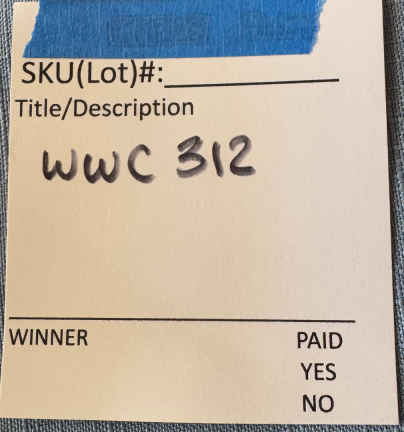 SKU(Lot)#:
Title/Description
WWC 312
WINNER PAID
YES
NO